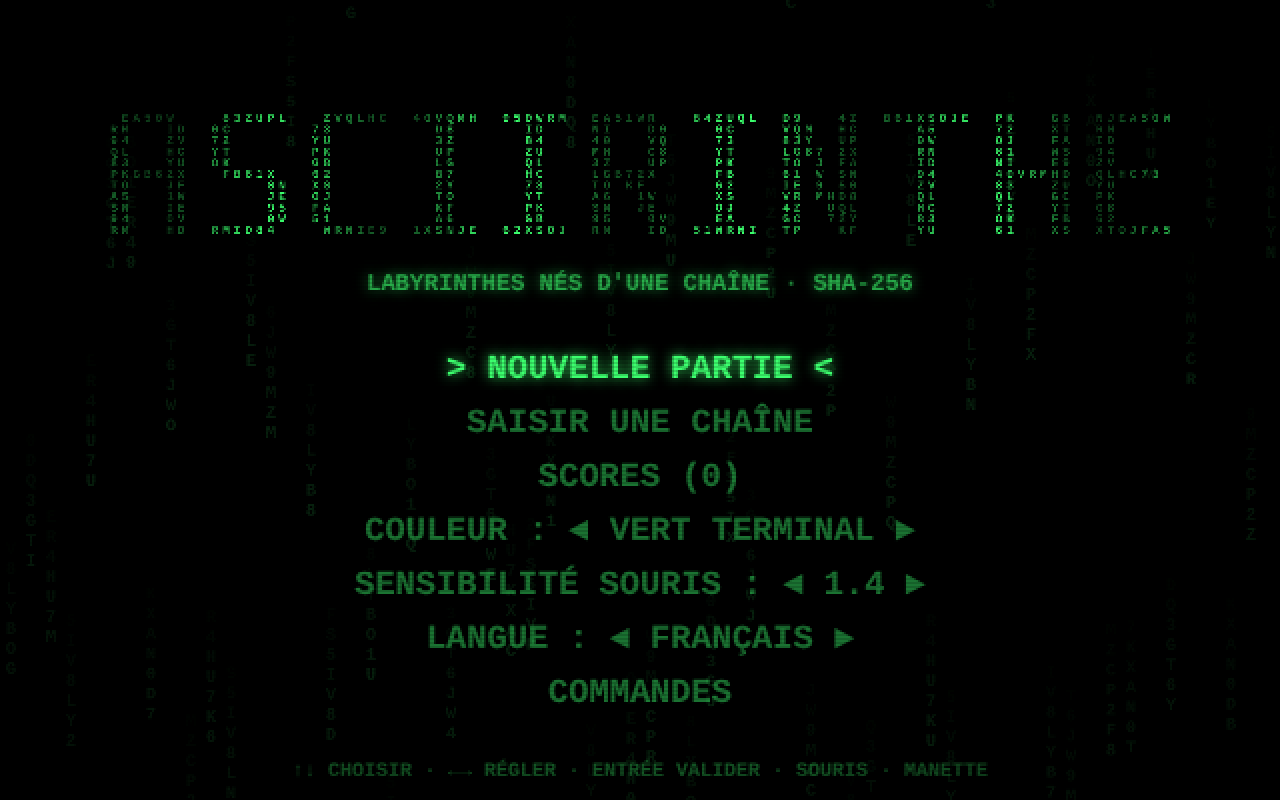 ASCIIRINTHE
LABYRINTHES NÉS D'UNE CHAÎNE · SHA-256
> NOUVELLE PARTIE <
SAISIR UNE CHAÎNE
SCORES (0)
COULEUR : ◄ VERT TERMINAL ►
SENSIBILITÉ SOURIS : ◄ 1.4 ►
LANGUE : ◄ FRANÇAIS ►
COMMANDES
↑↓ CHOISIR · ←→ RÉGLER · ENTRÉE VALIDER · SOURIS · MANETTE